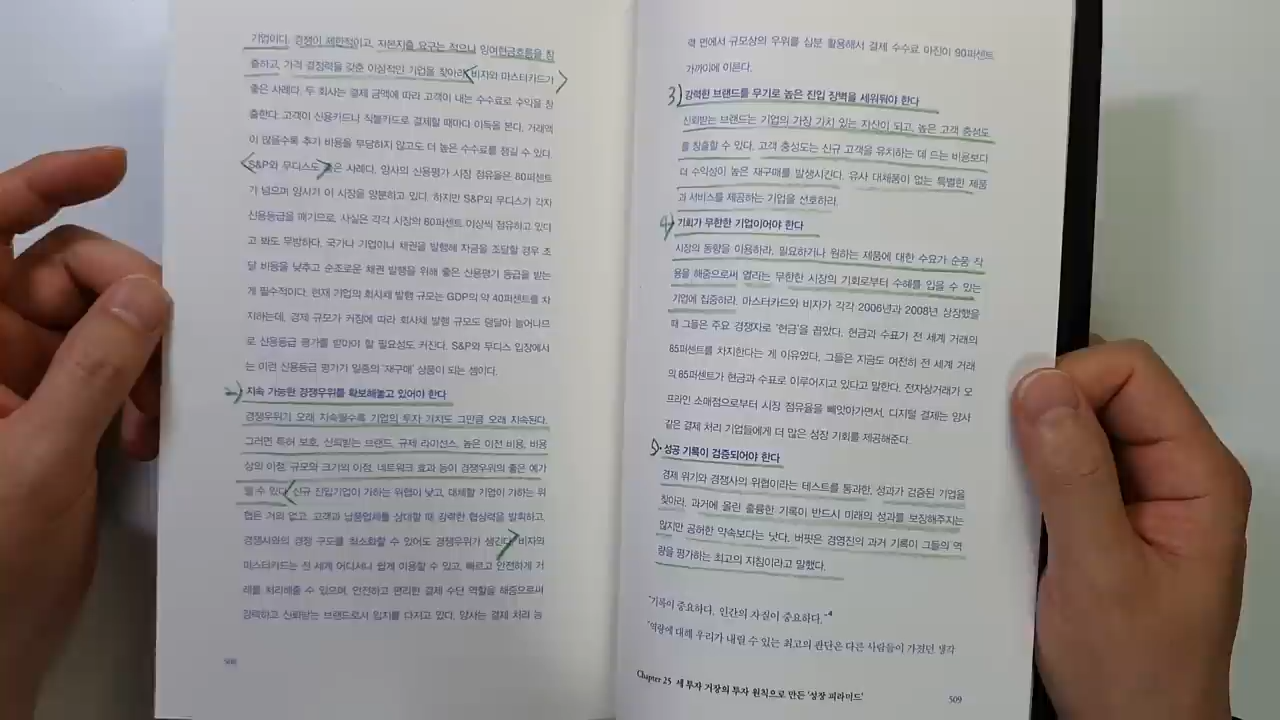 기업이다. 경쟁이 제한적이고, 자본지출 요구는 적으나 잉여현금흐름을 창
출하고, 가격 결정력을 갖춘 이상적인 기업을 찾아라. 비자와 마스터카드가
좋은 사례다. 두 회사는 결제 금액에 따라 고객이 내는 수수료로 수익을 창
출한다. 고객이 신용카드나 직불카드로 결제할 때마다 이득을 본다. 거래액
이 많을수록 추가 비용을 부담하지 않고도 더 높은 수수료를 챙길 수 있다.
S&P와 무디스도 좋은 사례다. 양사의 신용평가 시장 점유율은 80퍼센트
가 넘으며 양사가 이 시장을 양분하고 있다. 하지만 S&P와 무디스가 각자
신용등급을 매기므로, 사실은 각각 시장의 80퍼센트 이상씩 점유하고 있다
고 봐도 무방하다. 국가나 기업이나 채권을 발행해 자금을 조달할 경우 조
달 비용을 낮추고 순조로운 채권 발행을 위해 좋은 신용평가 등급을 받는
게 필수적이다. 현재 기업의 회사채 발행 규모는 GDP의 약 40퍼센트를 차
지하는데, 경제 규모가 커짐에 따라 회사채 발행 규모도 덩달아 늘어나므
로 신용등급 평가를 받아야 할 필요성도 커진다. S&P와 무디스 입장에서
는 이런 신용등급 평가가 일종의 '재구매' 상품이 되는 셈이다.
2) 지속 가능한 경쟁우위를 확보해놓고 있어야 한다
경쟁우위가 오래 지속될수록 기업의 투자 가치도 그만큼 오래 지속된다.
그러면 특허 보호, 신뢰받는 브랜드, 규제 라이선스, 높은 이전 비용, 비용
상의 이점, 규모와 크기의 이점, 네트워크 효과 등이 경쟁우위의 좋은 예가
될 수 있다. 신규 진입기업이 가하는 위협이 낮고, 대체할 기업이 가하는 위
협은 거의 없고, 고객과 납품업체를 상대할 때 강력한 협상력을 발휘하고,
경쟁사와의 경쟁 구도를 최소화할 수 있어도 경쟁우위가 생긴다. 비자와
마스터카드는 전 세계 어디서나 쉽게 이용할 수 있고, 빠르고 안전하게 거
래를 처리해줄 수 있으며, 안전하고 편리한 결제 수단 역할을 해줌으로써
강력하고 신뢰받는 브랜드로서 입지를 다지고 있다. 양사는 결제 처리 능
508
력 면에서 규모상의 우위를 십분 활용해서 결제 수수료 마진이 90퍼센트
가까이에 이른다.
3) 강력한 브랜드를 무기로 높은 진입 장벽을 세워둬야 한다
신뢰받는 브랜드는 기업의 가장 가치 있는 자산이 되고, 높은 고객 충성도
를 창출할 수 있다. 고객 충성도는 신규 고객을 유치하는 데 드는 비용보다
더 수익성이 높은 재구매를 발생시킨다. 유사 대체품이 없는 특별한 제품
과 서비스를 제공하는 기업을 선호하라.
4) 기회가 무한한 기업이어야 한다
시장의 동향을 이용하라. 필요하거나 원하는 제품에 대한 수요가 순풍 작
용을 해줌으로써 열리는 무한한 시장의 기회로부터 수혜를 입을 수 있는
기업에 집중하라. 마스터카드와 비자가 각각 2006년과 2008년 상장했을
때 그들은 주요 경쟁자로 '현금'을 꼽았다. 현금과 수표가 전 세계 거래의
85퍼센트를 차지한다는 게 이유였다. 그들은 지금도 여전히 전 세계 거래
의 85퍼센트가 현금과 수표로 이루어지고 있다고 말한다. 전자상거래가 오
프라인 소매점으로부터 시장 점유율을 빼앗아가면서, 디지털 결제는 양사
같은 결제 처리 기업들에게 더 많은 성장 기회를 제공해준다.
5) 성공 기록이 검증되어야 한다
경제 위기와 경쟁사의 위협이라는 테스트를 통과한, 성과가 검증된 기업을
찾아라. 과거에 올린 훌륭한 기록이 반드시 미래의 성과를 보장해주지는
않지만 공허한 약속보다는 낫다. 버핏은 경영진의 과거 기록이 그들의 역
량을 평가하는 최고의 지침이라고 말했다.
"기록이 중요하다. 인간의 자질이 중요하다."4
"역량에 대해 우리가 내릴 수 있는 최고의 판단은 다른 사람들이 가졌던 생각
Chapter 25 세 투자 거장의 투자 원칙으로 만든 '성장 피라미드'
509